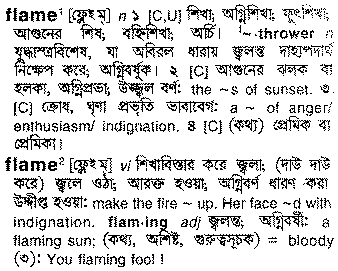 flame¹ [ফ্লেইম্] n ১ [C,U] শিখা; অগ্নিশিখা; ফুৎশিখা;
আগুনের শিষ, বহ্নিশিখা, অর্চি। '~-thrower n
যুদ্ধাস্ত্রবিশেষ, যা অবিরল ধারায় জ্বলন্ত দাহ্যপদার্থ
নিক্ষেপ করে; অগ্নিবর্ষুক। ২ [C] আগুনের ঝলক বা
হলকা, অগ্নিপ্রভা; উজ্জ্বল বর্ণ: the ~s of sunset. ৩
[C] ক্রোধ, ঘৃণা প্রভৃতি ভাবাবেগ: a ~ of anger/
enthusiasm/ indignation. ৪ [C] (কথ্য) প্রেমিক বা
প্রেমিকা।
flame² [ফ্লেইম্] vi শিখাবিস্তার করে জ্বলা; (দাউ দাউ
করে) জ্বলে ওঠা; আরক্ত হওয়া; অগ্নিবর্ণ ধারণ করা
উদ্দীপ্ত হওয়া: make the fire ~ up. Her face ~d with
indignation. flam·ing adj জ্বলন্ত; অগ্নিবর্ষী: a
flaming sun; (কথ্য, অশিষ্ট, গুরুত্বসূচক) = bloody
(৩): You flaming fool !